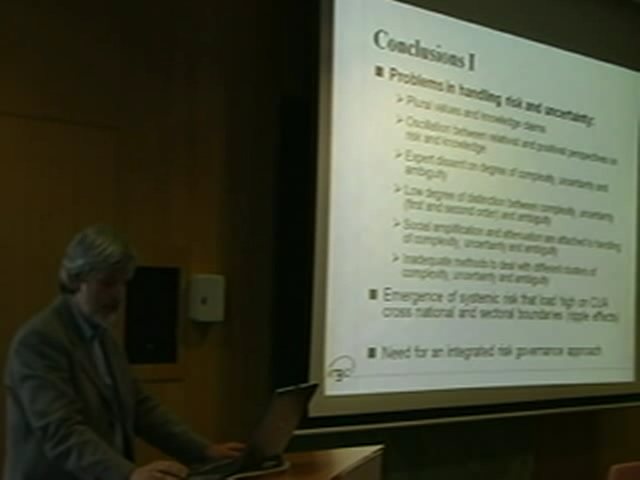 Conclusions I
■ Problems in handling risk and uncertainty:
➢ Plural values and knowledge claims
➢ Oscillation between relativist and positivist perspectives on
risk and knowledge
➢ Expert dissent on degree of complexity, uncertainty and
ambiguity
➢ Low degree of distinction between complexity, uncertainty
(first and second order) and ambiguity
➢ Social amplification and attenuation are attached to handling
of complexity, uncertainty and ambiguity
➢ Inadequate methods to deal with different clusters of
complexity, uncertainty and ambiguity
■ Emergence of systemic risk that load high on CUA
cross national and sectoral boundaries (ripple effects)
■ Need for an integrated risk governance approach